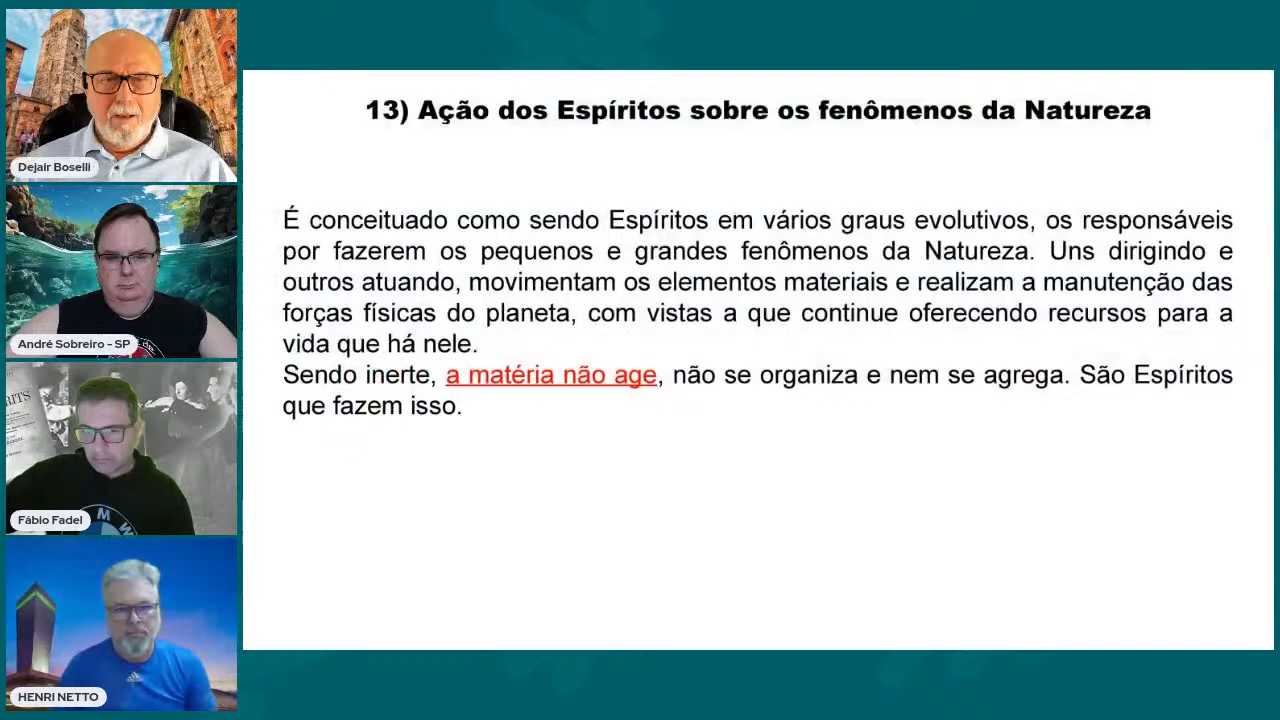 Dejair Boselli
André Sobreiro - SP
RITS
Fábio Fadel
M W
HENRI NETTO
13) Ação dos Espíritos sobre os fenômenos da Natureza
É conceituado como sendo Espíritos em vários graus evolutivos, os responsáveis
por fazerem os pequenos e grandes fenômenos da Natureza. Uns dirigindo e
outros atuando, movimentam os elementos materiais e realizam a manutenção das
forças físicas do planeta, com vistas a que continue oferecendo recursos para a
vida que há nele.
Sendo inerte, a matéria não age, não se organiza e nem se agrega. São Espíritos
que fazem isso.